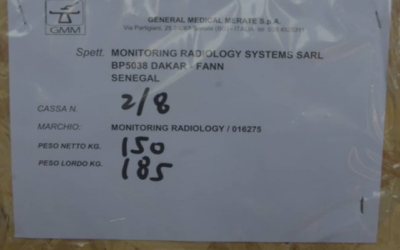 GENERAL MEDICAL MERATE S.p.A.
GMM
Spett. MONITORING RADIOLOGY SYSTEMS SARL
BP5038 DAKAR - FANN
SENEGAL
CASSA N. 2/8
MARCHIO: MONITORING RADIOLOGY / 016275
PESO NETTO KG. 150
PESO LORDO KG. 185